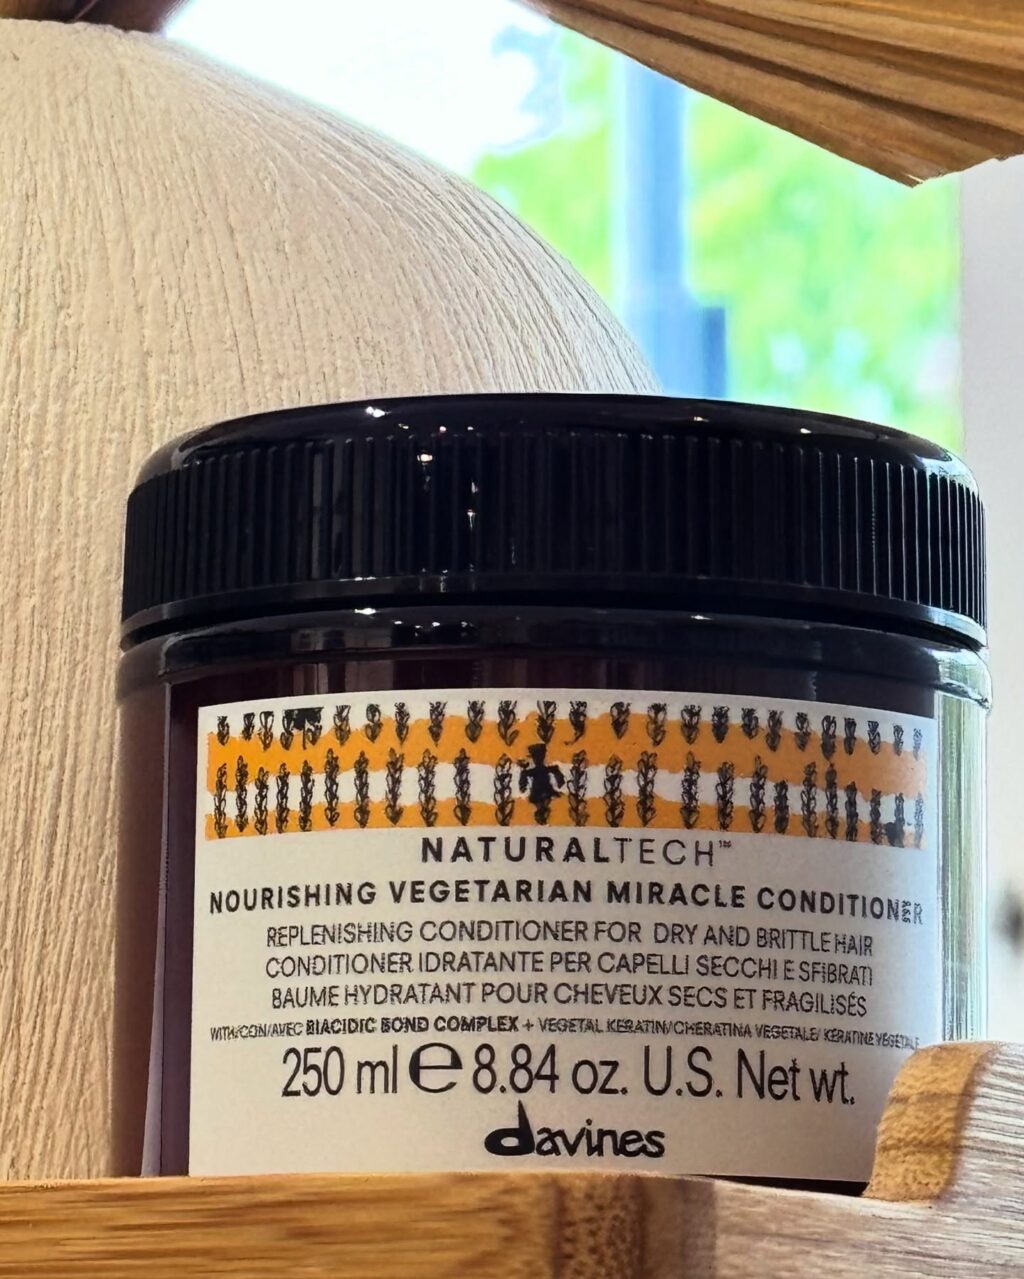 NATURALTECH™
NOURISHING VEGETARIAN MIRACLE CONDITIONER
REPLENISHING CONDITIONER FOR DRY AND BRITTLE HAIR
CONDITIONER IDRATANTE PER CAPELLI SECCHI E SFIBRATI
BAUME HYDRATANT POUR CHEVEUX SECS ET FRAGILISÉS
WITH/CON/AVEC BIACIDIC BOND COMPLEX + VEGETAL KERATIN/CHERATINA VEGETALE/ KERATINE VEGETALE
250 ml ℮ 8.84 oz. U.S. Net wt.
davines